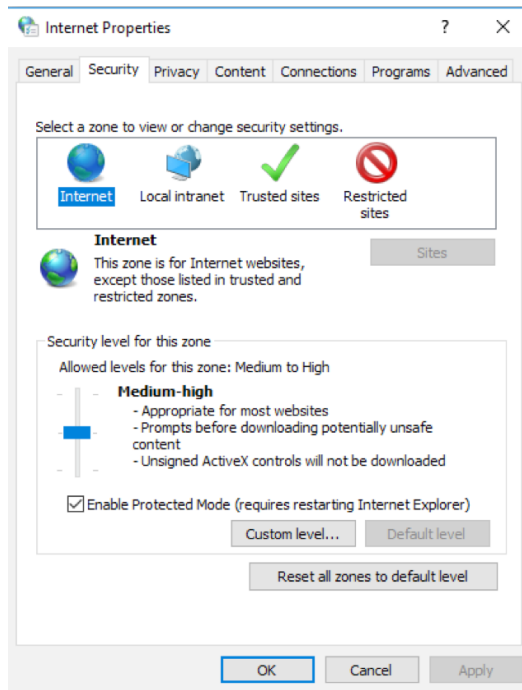 Internet Properties ? ×
General Security Privacy Content Connections Programs Advanced
Select a zone to view or change security settings.
Internet Local intranet Trusted sites Restricted
sites
Internet
Sites
This zone is for Internet websites,
except those listed in trusted and
restricted zones.
Security level for this zone
Allowed levels for this zone: Medium to High
Medium-high
- Appropriate for most websites
- Prompts before downloading potentially unsafe
content
- Unsigned ActiveX controls will not be downloaded
Enable Protected Mode (requires restarting Internet Explorer)
Custom level... Default level
Reset all zones to default level
OK Cancel Apply